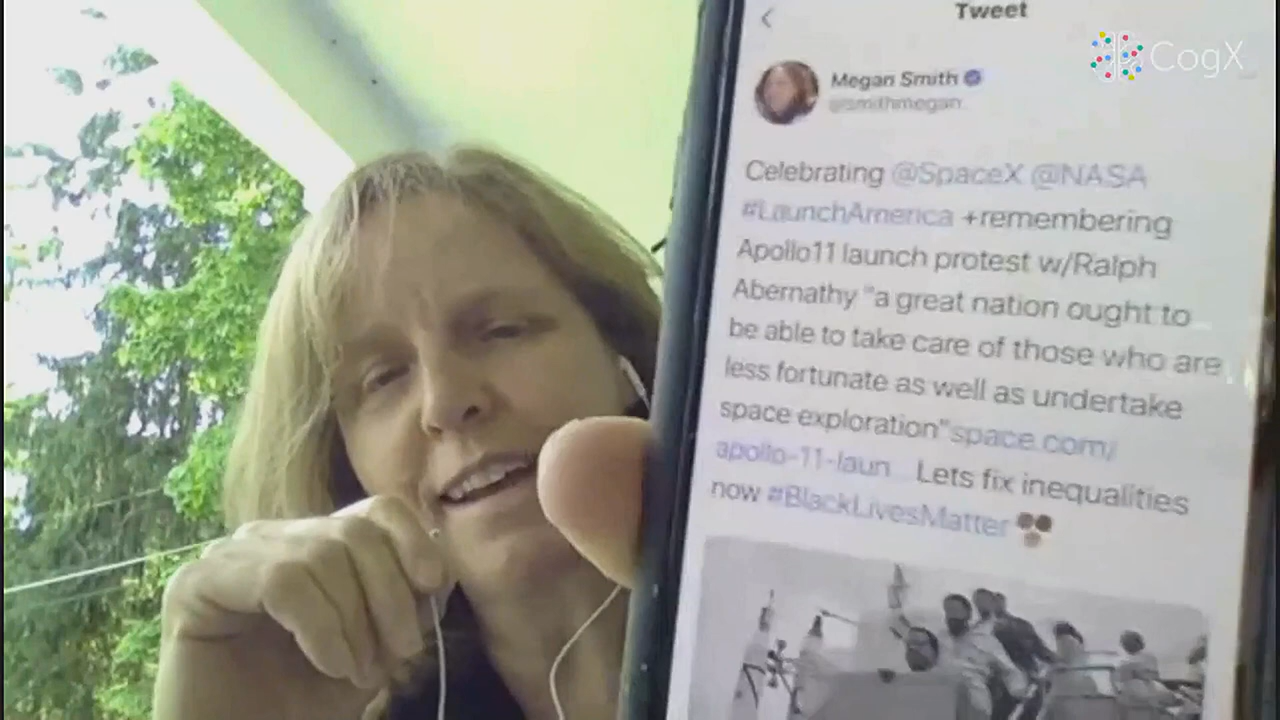 Tweet
CogX
Megan Smith
@smithmegan
Celebrating @SpaceX @NASA
#LaunchAmerica +remembering
Apollo11 launch protest w/Ralph
Abernathy "a great nation ought to
be able to take care of those who are
less fortunate as well as undertake
space exploration"space.com/
apollo-11-laun... Lets fix inequalities
now #BlackLivesMatter